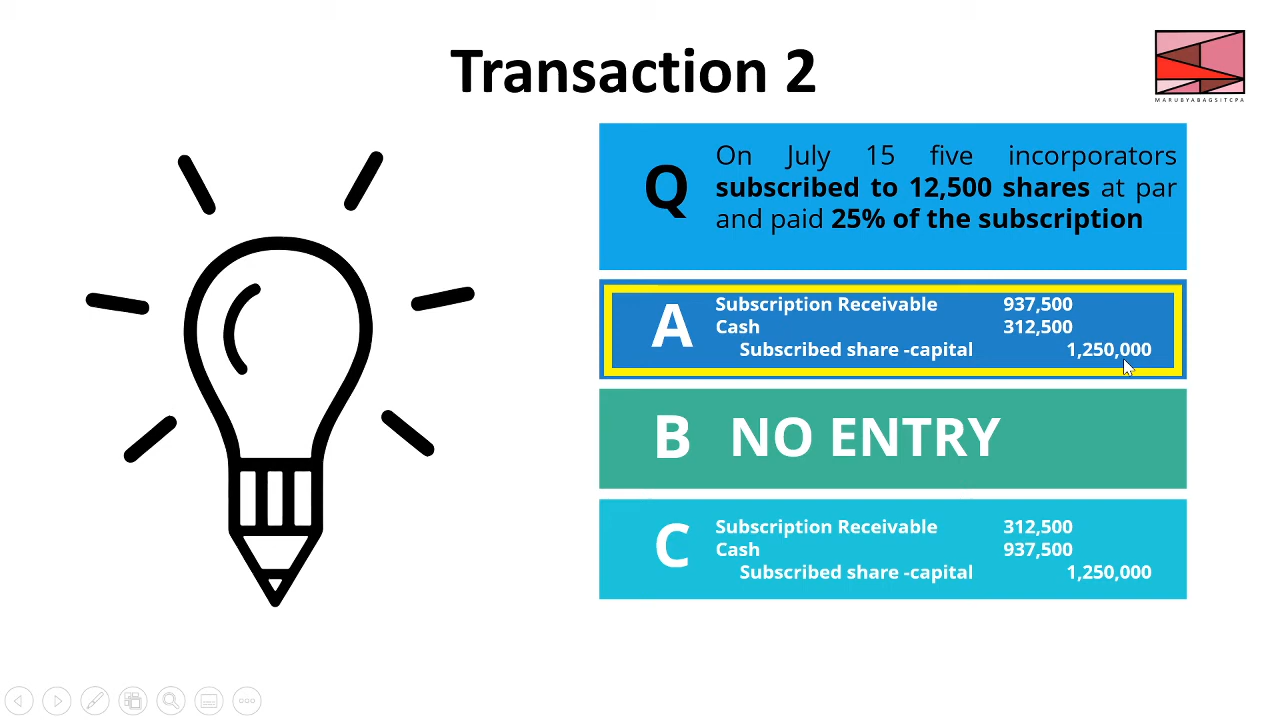 Transaction 2
MARUBYABAGSITCPA
Q
On July 15 five incorporators
subscribed to 12,500 shares at par
and paid 25% of the subscription
A
Subscription Receivable 937,500
Cash 312,500
Subscribed share -capital 1,250,000
B NO ENTRY
C
Subscription Receivable 312,500
Cash 937,500
Subscribed share -capital 1,250,000